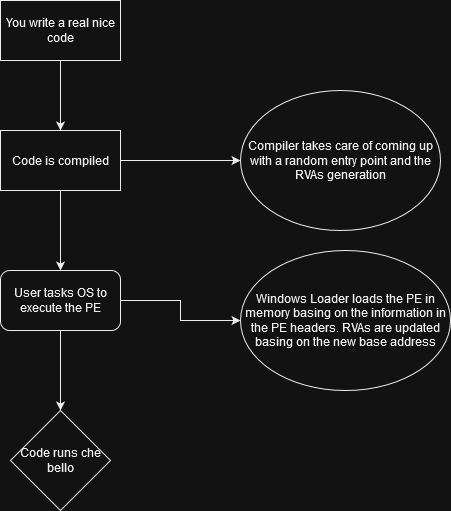 You write a real nice
code
Code is compiled
Compiler takes care of coming up
with a random entry point and the
RVAs generation
User tasks OS to
execute the PE
Windows Loader loads the PE in
memory basing on the information in
the PE headers. RVAs are updated
basing on the new base address
Code runs che
bello